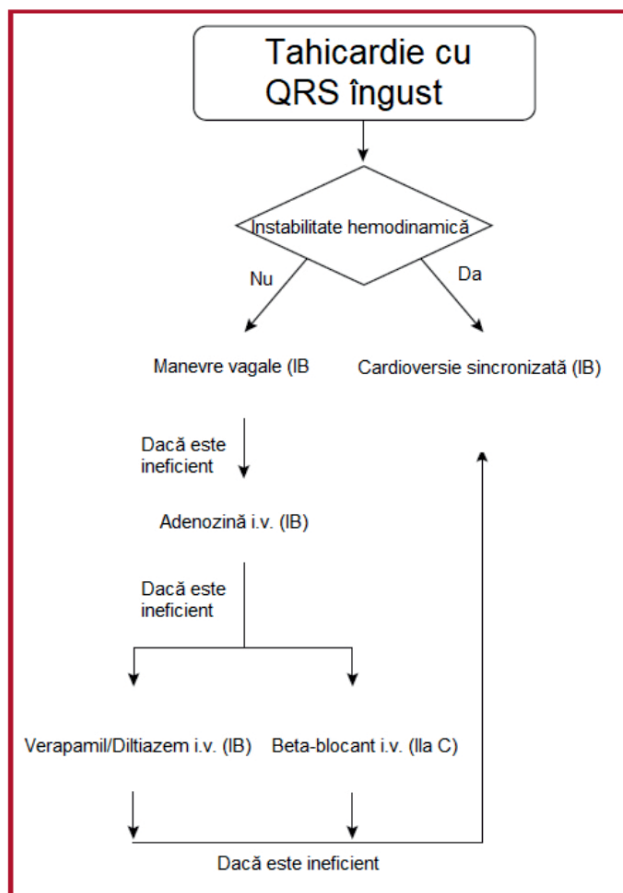 Tahicardie cu
QRS îngust
Instabilitate hemodinamică
Nu
Da
Manevre vagale (IB
Cardioversie sincronizată (IB)
Dacă este
ineficient
Adenozină i.v. (IB)
Dacă este
ineficient
Verapamil/Diltiazem i.v. (IB)
Beta-blocant i.v. (IIa C)
Dacă este ineficient